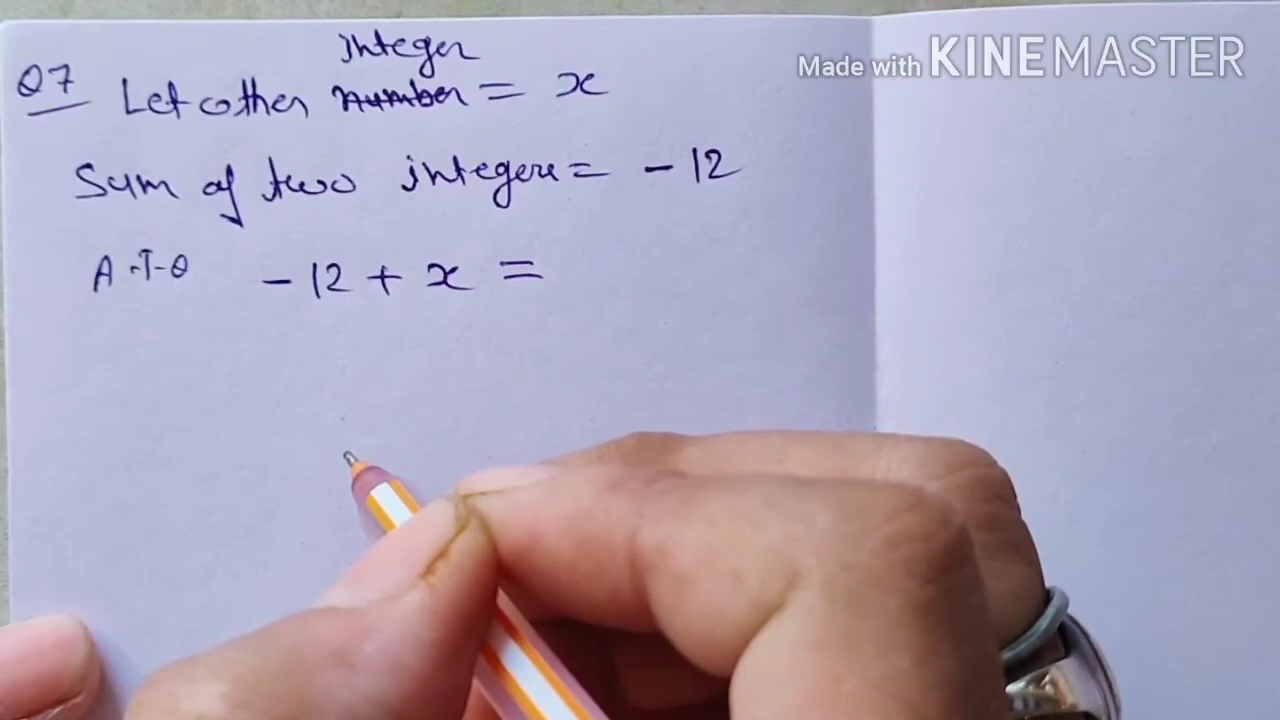 integer
Q7 Let other number = x
Sum of two integers = -12
A.T-Q -12 + x =
Made with KINEMASTER